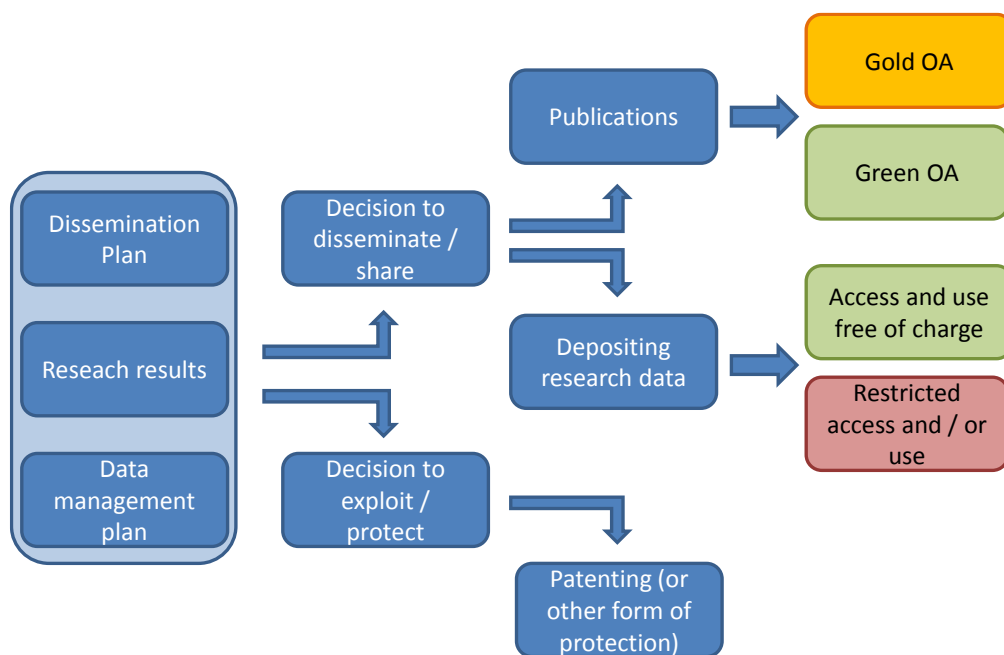 Dissemination
Plan
Reseach results
Data
management
plan
Decision to
disseminate /
share
Decision to
exploit /
protect
Publications
Depositing
research data
Patenting (or
other form of
protection)
Gold OA
Green OA
Access and use
free of charge
Restricted
access and / or
use